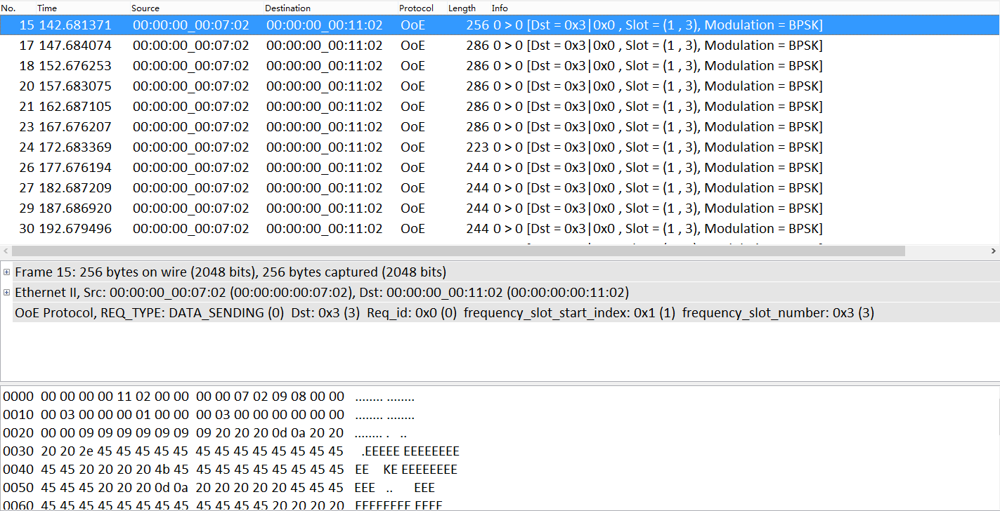 No. Time Source Destination Protocol Length Info
15 142.681371 00:00:00_00:07:02 00:00:00_00:11:02 OoE 256 0 > 0 [Dst = 0x3|0x0 , Slot = (1 , 3), Modulation = BPSK]
17 147.684074 00:00:00_00:07:02 00:00:00_00:11:02 OoE 286 0 > 0 [Dst = 0x3|0x0 , Slot = (1 , 3), Modulation = BPSK]
18 152.676253 00:00:00_00:07:02 00:00:00_00:11:02 OoE 286 0 > 0 [Dst = 0x3|0x0 , Slot = (1 , 3), Modulation = BPSK]
20 157.683075 00:00:00_00:07:02 00:00:00_00:11:02 OoE 286 0 > 0 [Dst = 0x3|0x0 , Slot = (1 , 3), Modulation = BPSK]
21 162.687105 00:00:00_00:07:02 00:00:00_00:11:02 OoE 286 0 > 0 [Dst = 0x3|0x0 , Slot = (1 , 3), Modulation = BPSK]
23 167.676207 00:00:00_00:07:02 00:00:00_00:11:02 OoE 286 0 > 0 [Dst = 0x3|0x0 , Slot = (1 , 3), Modulation = BPSK]
24 172.683369 00:00:00_00:07:02 00:00:00_00:11:02 OoE 223 0 > 0 [Dst = 0x3|0x0 , Slot = (1 , 3), Modulation = BPSK]
26 177.676194 00:00:00_00:07:02 00:00:00_00:11:02 OoE 244 0 > 0 [Dst = 0x3|0x0 , Slot = (1 , 3), Modulation = BPSK]
27 182.687209 00:00:00_00:07:02 00:00:00_00:11:02 OoE 244 0 > 0 [Dst = 0x3|0x0 , Slot = (1 , 3), Modulation = BPSK]
29 187.686920 00:00:00_00:07:02 00:00:00_00:11:02 OoE 244 0 > 0 [Dst = 0x3|0x0 , Slot = (1 , 3), Modulation = BPSK]
30 192.679496 00:00:00_00:07:02 00:00:00_00:11:02 OoE 244 0 > 0 [Dst = 0x3|0x0 , Slot = (1 , 3), Modulation = BPSK]
Frame 15: 256 bytes on wire (2048 bits), 256 bytes captured (2048 bits)
Ethernet II, Src: 00:00:00_00:07:02 (00:00:00:00:07:02), Dst: 00:00:00_00:11:02 (00:00:00:00:11:02)
OoE Protocol, REQ_TYPE: DATA_SENDING (0) Dst: 0x3 (3) Req_id: 0x0 (0) frequency_slot_start_index: 0x1 (1) frequency_slot_number: 0x3 (3)
0000 00 00 00 00 11 02 00 00 00 00 07 02 09 08 00 00 ........ ........
0010 00 03 00 00 00 01 00 00 00 03 00 00 00 00 00 00 ........ ........
0020 00 00 09 09 09 09 09 09 09 20 20 20 0d 0a 20 20 ........ . ..
0030 20 20 2e 45 45 45 45 45 45 45 45 45 45 45 45 45 .EEEEE EEEEEEEE
0040 45 45 20 20 20 20 4b 45 45 45 45 45 45 45 45 45 EE KE EEEEEEEE
0050 45 45 45 20 20 20 0d 0a 20 20 20 20 20 45 45 45 EEE .. EEE
0060 45 45 45 45 45 45 45 45 45 45 45 45 20 20 20 20 EEEEEEEE EEEE